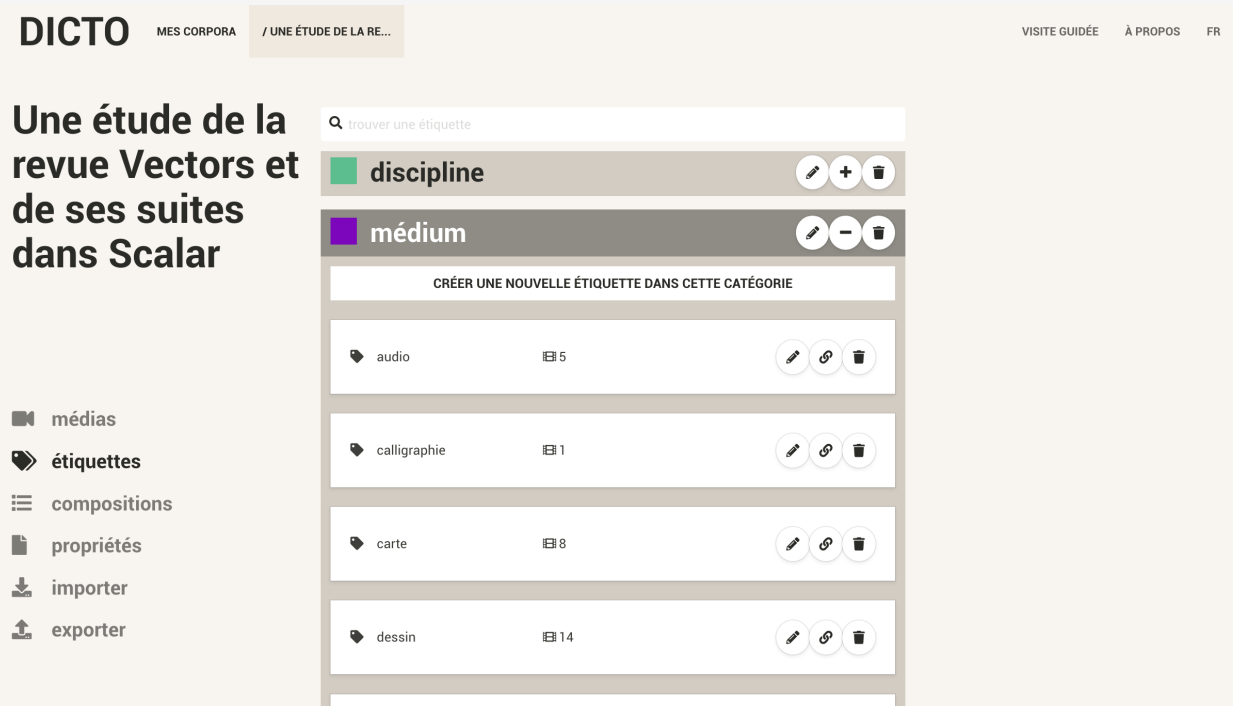 DICTO
MES CORPORA
/ UNE ÉTUDE DE LA RE...
VISITE GUIDÉE
À PROPOS
FR
Une étude de la
revue Vectors et
de ses suites
dans Scalar
médias
étiquettes
compositions
propriétés
importer
exporter
trouver une étiquette
discipline
médium
CRÉER UNE NOUVELLE ÉTIQUETTE DANS CETTE CATÉGORIE
audio 5
calligraphie 1
carte 8
dessin 14